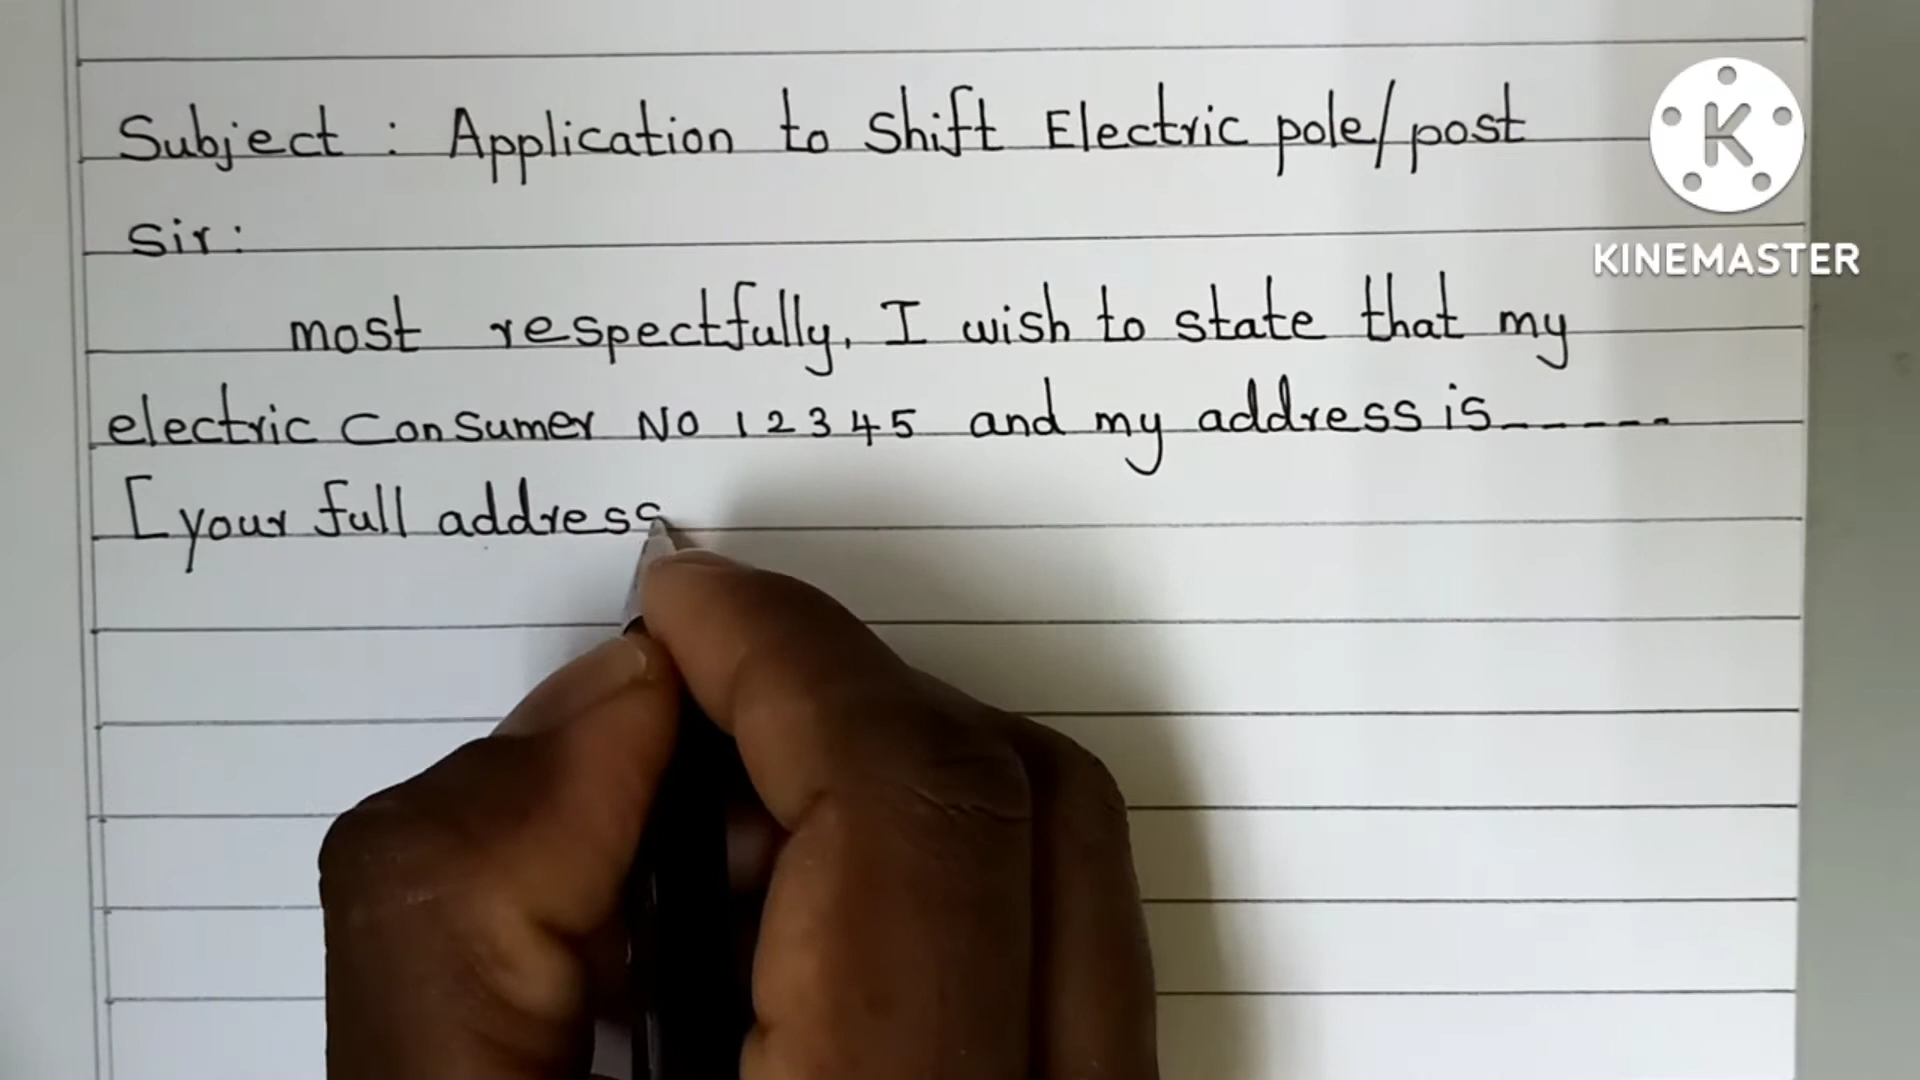 Subject : Application to Shift Electric pole/post
Sir:
most respectfully, I wish to state that my
electric Consumer NO 12345 and my address is------
[your full address
K
KINEMASTER